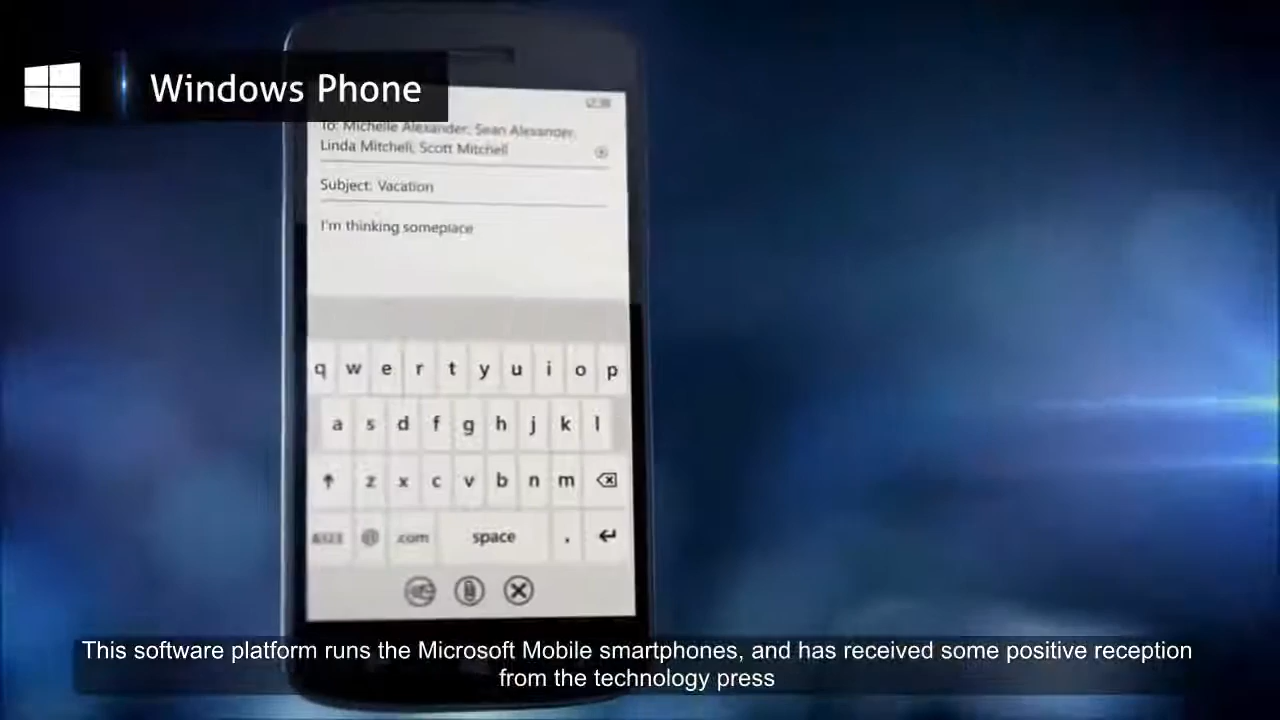 Windows Phone
To: Michelle Alexander, Sean Alexander,
Linda Mitchell, Scott Mitchell
Subject: Vacation
I'm thinking someplace
q w e r t y u i o p
a s d f g h j k l
z x c v b n m
&123 @ .com space .
This software platform runs the Microsoft Mobile smartphones, and has received some positive reception
from the technology press